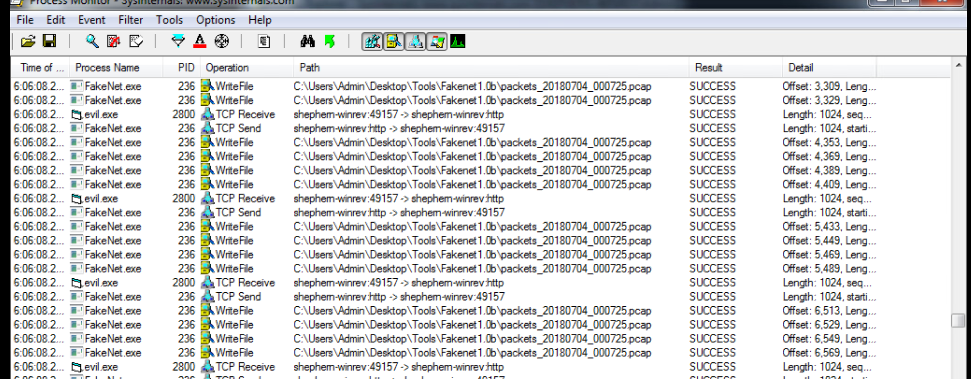 Process Monitor - Sysinternals: www.sysinternals.com
File Edit Event Filter Tools Options Help
Time of ... Process Name PID Operation Path Result Detail
6:06:08.2... FakeNet.exe 236 WriteFile C:\Users\Admin\Desktop\Tools\Fakenet1.0b\packets_20180704_000725.pcap SUCCESS Offset: 3,309, Leng...
6:06:08.2... FakeNet.exe 236 WriteFile C:\Users\Admin\Desktop\Tools\Fakenet1.0b\packets_20180704_000725.pcap SUCCESS Offset: 3,329, Leng...
6:06:08.2... evil.exe 2800 TCP Receive shephem-winrev:49157 -> shephem-winrev:http SUCCESS Length: 1024, seq...
6:06:08.2... FakeNet.exe 236 TCP Send shephem-winrev:http -> shephem-winrev:49157 SUCCESS Length: 1024, starti...
6:06:08.2... FakeNet.exe 236 WriteFile C:\Users\Admin\Desktop\Tools\Fakenet1.0b\packets_20180704_000725.pcap SUCCESS Offset: 4,353, Leng...
6:06:08.2... FakeNet.exe 236 WriteFile C:\Users\Admin\Desktop\Tools\Fakenet1.0b\packets_20180704_000725.pcap SUCCESS Offset: 4,369, Leng...
6:06:08.2... FakeNet.exe 236 WriteFile C:\Users\Admin\Desktop\Tools\Fakenet1.0b\packets_20180704_000725.pcap SUCCESS Offset: 4,389, Leng...
6:06:08.2... FakeNet.exe 236 WriteFile C:\Users\Admin\Desktop\Tools\Fakenet1.0b\packets_20180704_000725.pcap SUCCESS Offset: 4,409, Leng...
6:06:08.2... evil.exe 2800 TCP Receive shephem-winrev:49157 -> shephem-winrev:http SUCCESS Length: 1024, seq...
6:06:08.2... FakeNet.exe 236 TCP Send shephem-winrev:http -> shephem-winrev:49157 SUCCESS Length: 1024, starti...
6:06:08.2... FakeNet.exe 236 WriteFile C:\Users\Admin\Desktop\Tools\Fakenet1.0b\packets_20180704_000725.pcap SUCCESS Offset: 5,433, Leng...
6:06:08.2... FakeNet.exe 236 WriteFile C:\Users\Admin\Desktop\Tools\Fakenet1.0b\packets_20180704_000725.pcap SUCCESS Offset: 5,449, Leng...
6:06:08.2... FakeNet.exe 236 WriteFile C:\Users\Admin\Desktop\Tools\Fakenet1.0b\packets_20180704_000725.pcap SUCCESS Offset: 5,469, Leng...
6:06:08.2... FakeNet.exe 236 WriteFile C:\Users\Admin\Desktop\Tools\Fakenet1.0b\packets_20180704_000725.pcap SUCCESS Offset: 5,489, Leng...
6:06:08.2... evil.exe 2800 TCP Receive shephem-winrev:49157 -> shephem-winrev:http SUCCESS Length: 1024, seq...
6:06:08.2... FakeNet.exe 236 TCP Send shephem-winrev:http -> shephem-winrev:49157 SUCCESS Length: 1024, starti...
6:06:08.2... FakeNet.exe 236 WriteFile C:\Users\Admin\Desktop\Tools\Fakenet1.0b\packets_20180704_000725.pcap SUCCESS Offset: 6,513, Leng...
6:06:08.2... FakeNet.exe 236 WriteFile C:\Users\Admin\Desktop\Tools\Fakenet1.0b\packets_20180704_000725.pcap SUCCESS Offset: 6,529, Leng...
6:06:08.2... FakeNet.exe 236 WriteFile C:\Users\Admin\Desktop\Tools\Fakenet1.0b\packets_20180704_000725.pcap SUCCESS Offset: 6,549, Leng...
6:06:08.2... FakeNet.exe 236 WriteFile C:\Users\Admin\Desktop\Tools\Fakenet1.0b\packets_20180704_000725.pcap SUCCESS Offset: 6,569, Leng...
6:06:08.2... evil.exe 2800 TCP Receive shephem-winrev:49157 -> shephem-winrev:http SUCCESS Length: 1024, seq...